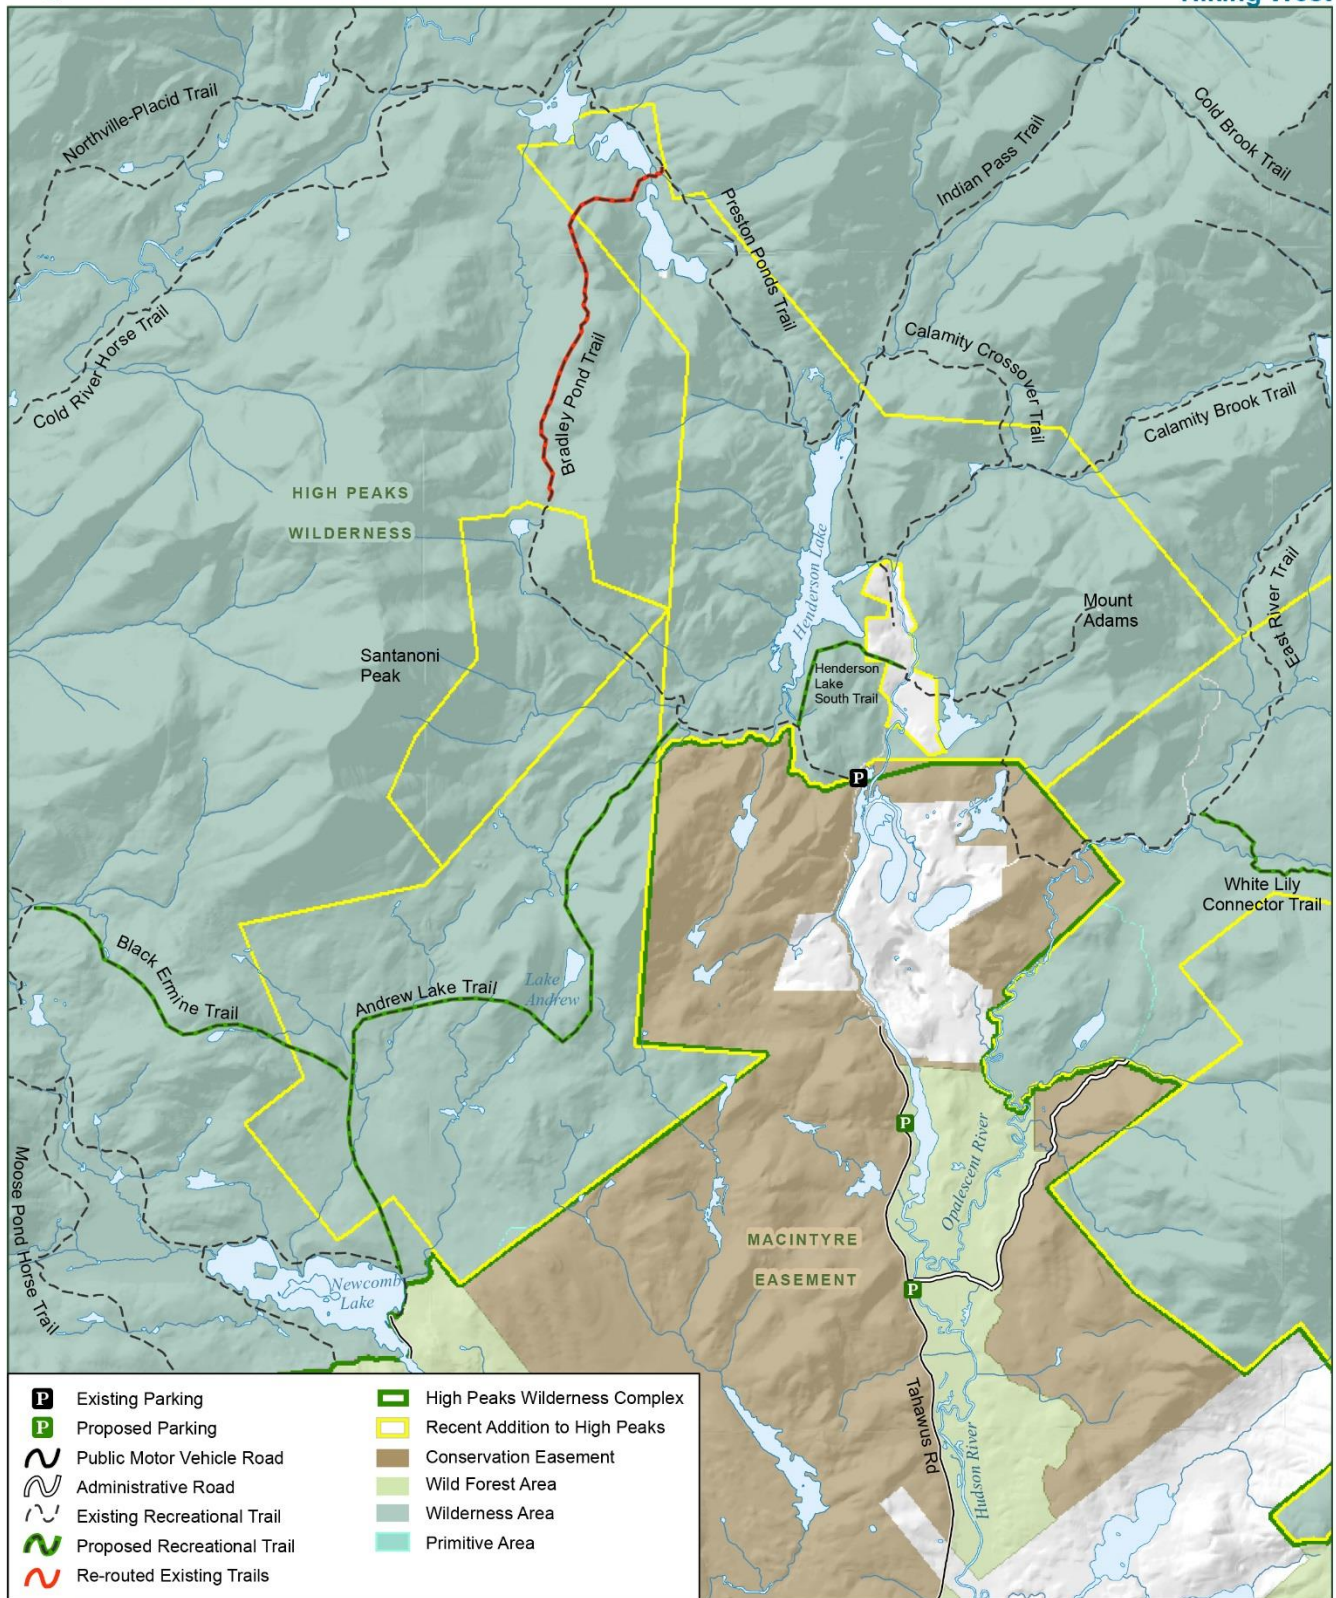 Northville-Placid Trail
Cold Brook Trail
Indian Pass Trail
Preston Ponds Trail
Cold River Horse Trail
Bradley Pond Trail
Calamity Crossover Trail
Calamity Brook Trail
HIGH PEAKS
WILDERNESS
Henderson Lake
East River Trail
Mount
Adams
Santanoni
Peak
Henderson
Lake
South Trail
P
White Lily
Connector Trail
Black Ermine Trail
Andrew Lake Trail
Lake
Andrew
P
Opalescent River
Moose Pond Horse Trail
MACINTYRE
EASEMENT
Newcomb
Lake
P
Tahawus Rd
Hudson River
P Existing Parking
P Proposed Parking
Public Motor Vehicle Road
Administrative Road
Existing Recreational Trail
Proposed Recreational Trail
Re-routed Existing Trails
High Peaks Wilderness Complex
Recent Addition to High Peaks
Conservation Easement
Wild Forest Area
Wilderness Area
Primitive Area